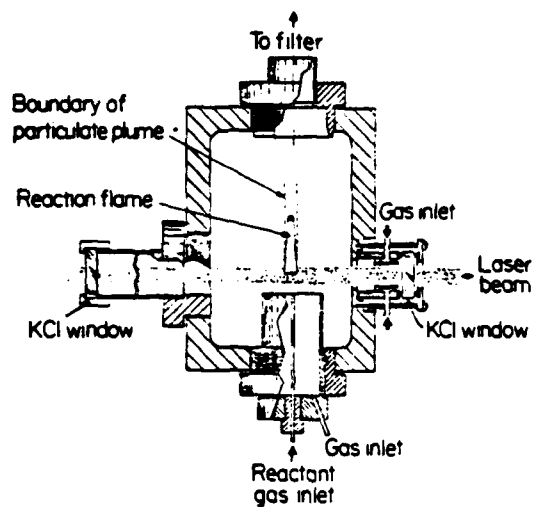 To filter
Boundary of
particulate plume
Reaction flame
Gas inlet
Laser
beam
KCl window
KCl window
Gas inlet
Reactant
gas inlet